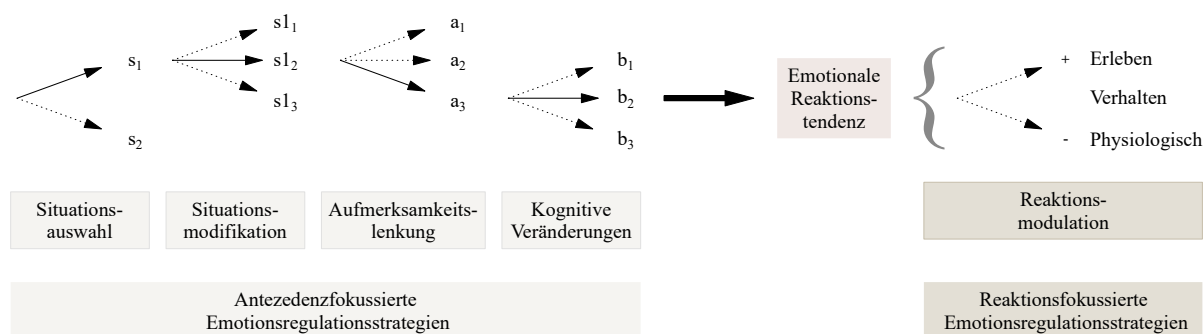 s1
s2
s11
s12
s13
a1
a2
a3
b1
b2
b3
Emotionale
Reaktions-
tendenz
{
+ Erleben
Verhalten
- Physiologisch
Situations-
auswahl
Situations-
modifikation
Aufmerksamkeits-
lenkung
Kognitive
Veränderungen
Reaktions-
modulation
Antezedenzfokussierte
Emotionsregulationsstrategien
Reaktionsfokussierte
Emotionsregulationsstrategien